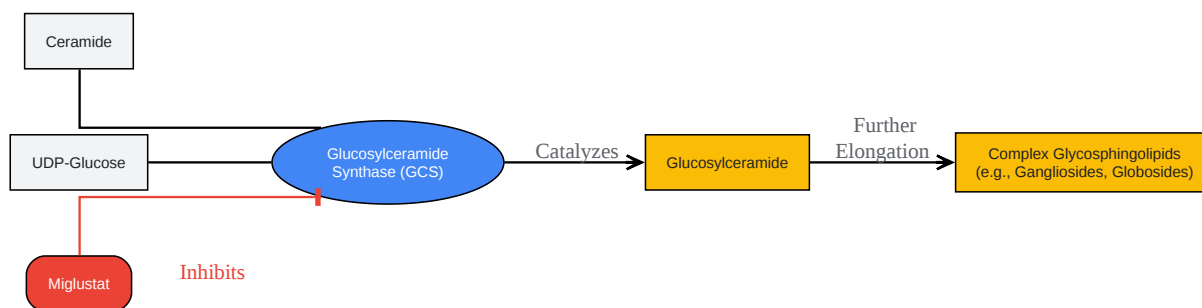 Ceramide
UDP-Glucose
Glucosylceramide
Synthase (GCS)
Catalyzes
Glucosylceramide
Further
Elongation
Complex Glycosphingolipids
(e.g., Gangliosides, Globosides)
Miglustat
Inhibits